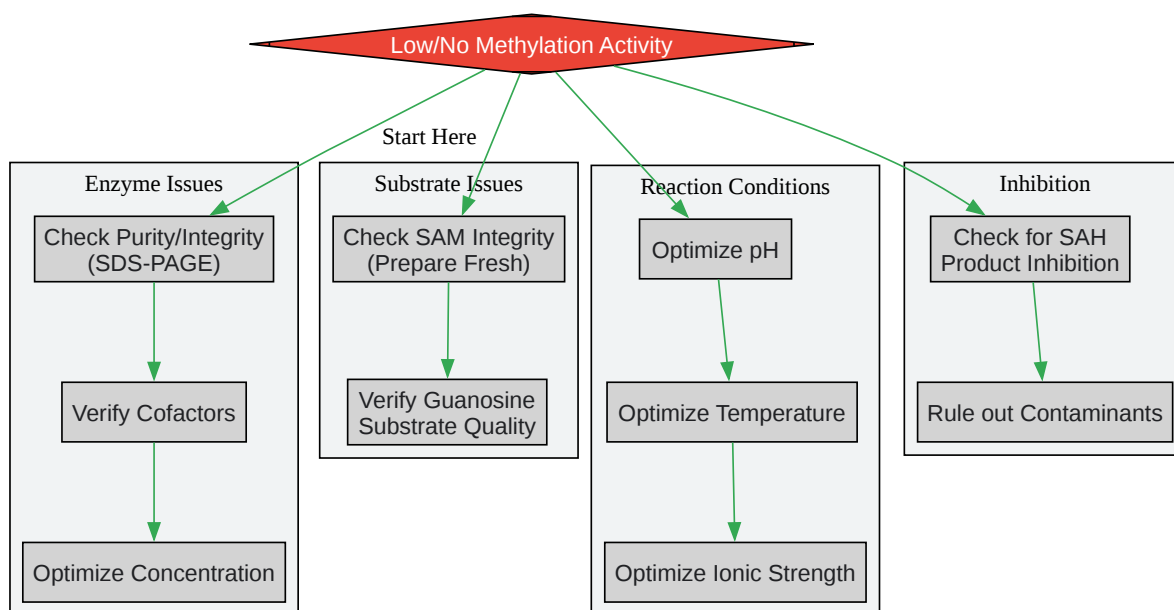 Low/No Methylation Activity
Start Here
Enzyme Issues
Check Purity/Integrity
(SDS-PAGE)
Verify Cofactors
Optimize Concentration
Substrate Issues
Check SAM Integrity
(Prepare Fresh)
Verify Guanosine
Substrate Quality
Reaction Conditions
Optimize pH
Optimize Temperature
Optimize Ionic Strength
Inhibition
Check for SAH
Product Inhibition
Rule out Contaminants